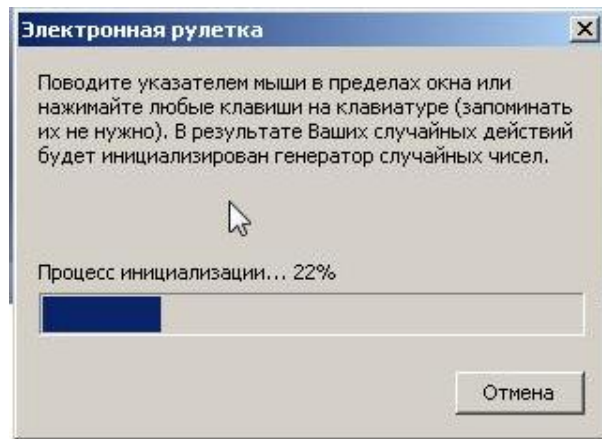 Электронная рулетка
Поводите указателем мыши в пределах окна или
нажимайте любые клавиши на клавиатуре (запоминать
их не нужно). В результате Ваших случайных действий
будет инициализирован генератор случайных чисел.
Процесс инициализации... 22%
Отмена